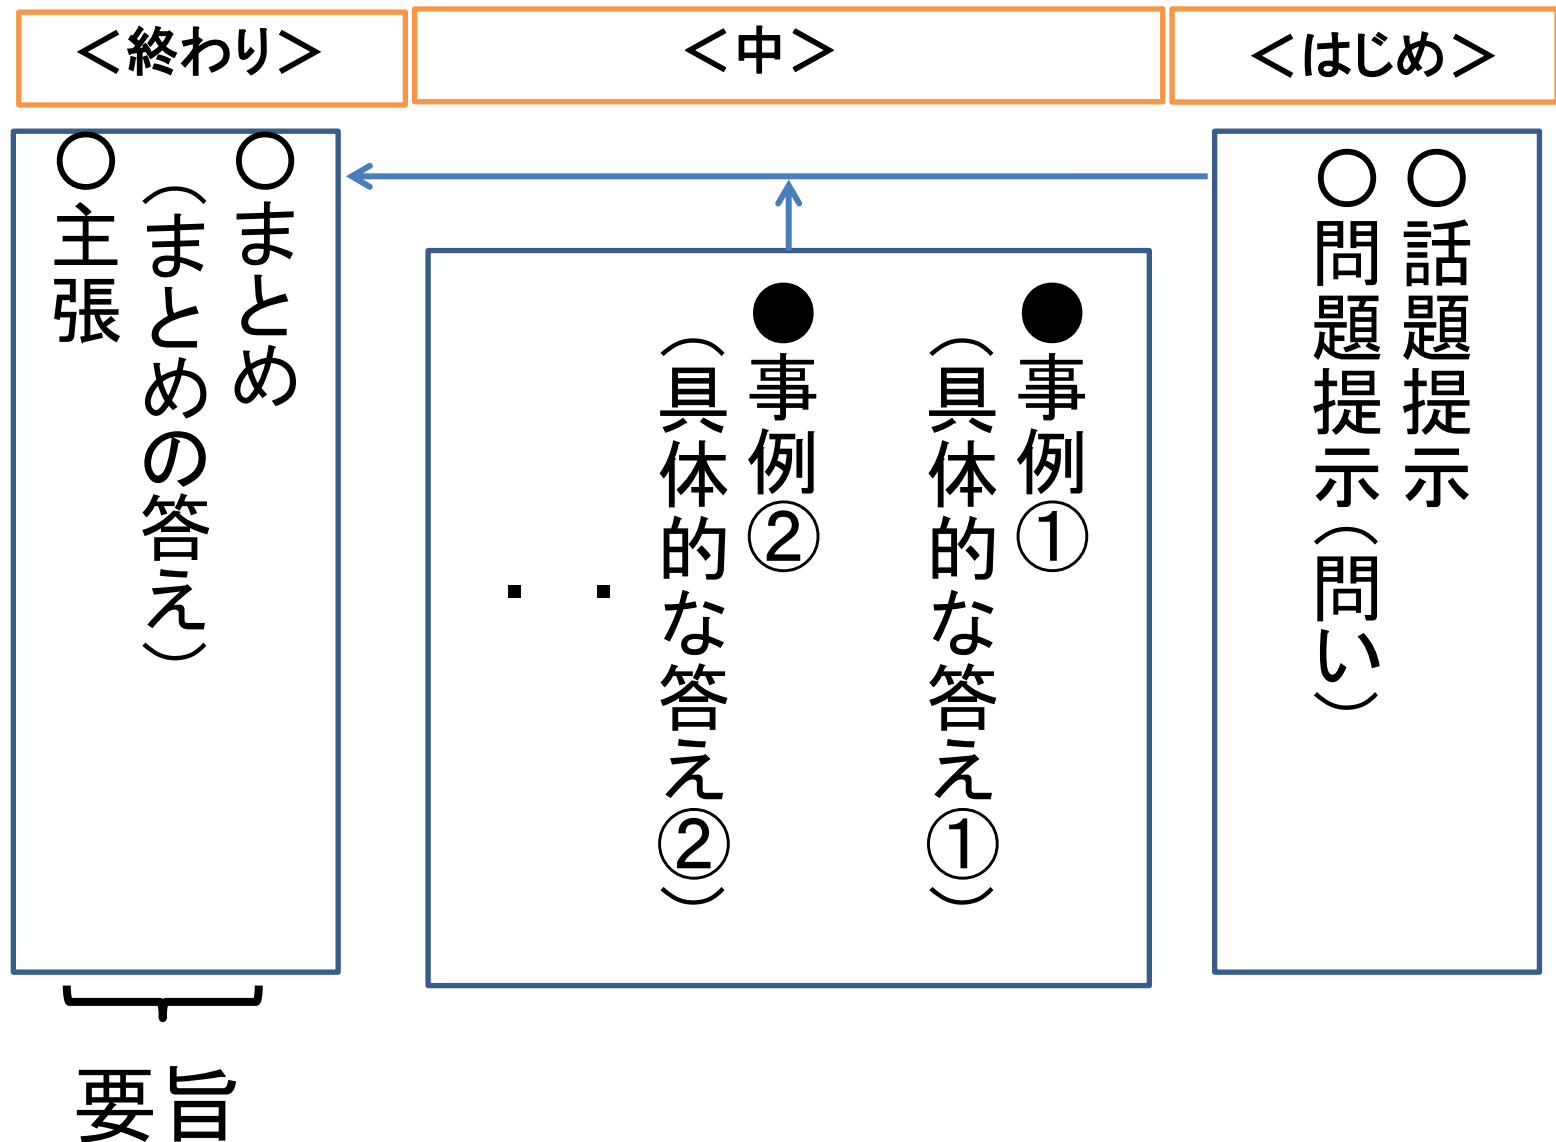 ＜はじめ＞
○話題提示
○問題提示（問い）
＜中＞
●事例①
（具体的な答え①）
●事例②
（具体的な答え②）
・
・
＜終わり＞
○まとめ
（まとめの答え）
○主張
要旨